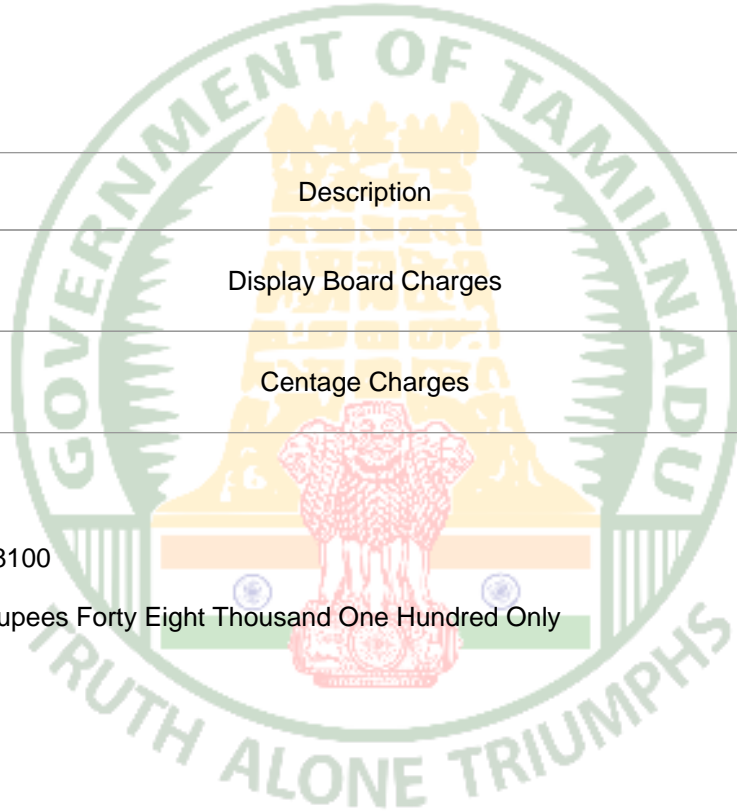 GOVERNMENT OF TAMILNADU
Description
Display Board Charges
Centage Charges
3100
upees Forty Eight Thousand One Hundred Only
TRUTH ALONE TRIUMPHS